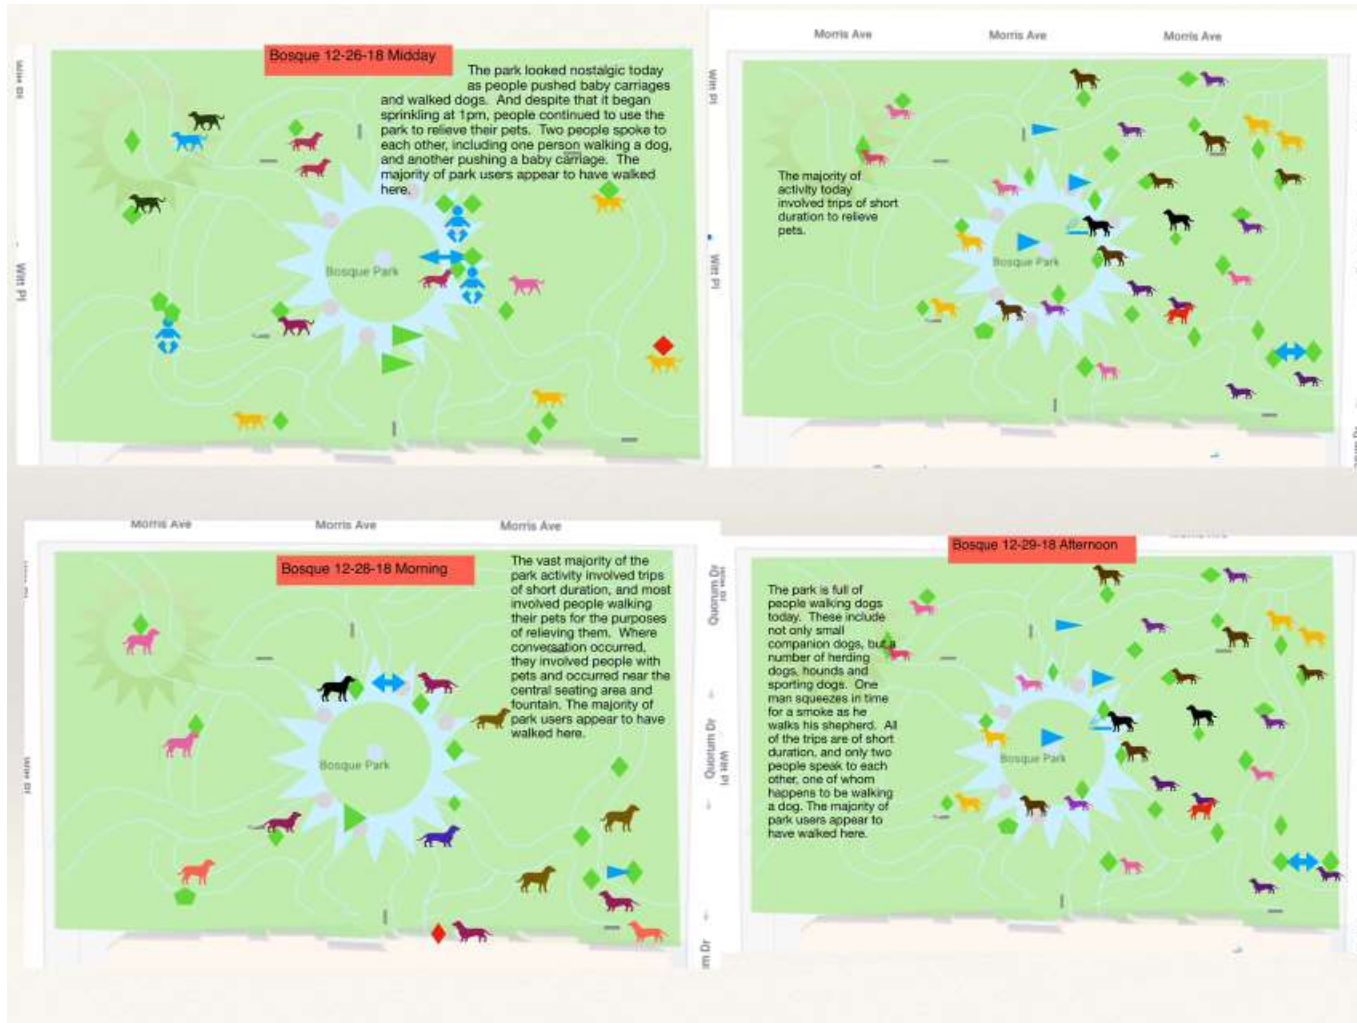 Bosque 12-26-18 Midday
The park looked nostalgic today
as people pushed baby carriages
and walked dogs. And despite that it began
sprinkling at 1pm, people continued to use the
park to relieve their pets. Two people spoke to
each other, including one person walking a dog,
and another pushing a baby carriage. The
majority of park users appear to have walked
here.
Witt Pl
Bosque Park
Morris Ave
Morris Ave
Morris Ave
Witt Pl
Witt Pl
The majority of
activity today
involved trips of short
duration to relieve
pets.
Bosque Park
Morris Ave
Morris Ave
Morris Ave
Bosque 12-28-18 Morning
The vast majority of the
park activity involved trips
of short duration, and most
involved people walking
their pets for the purposes
of relieving them. Where
conversation occurred,
they involved people with
pets and occurred near the
central seating area and
fountain. The majority of
park users appear to have
walked here.
Bosque Park
Quorum Dr
Quorum Dr
Witt Pl
Bosque 12-29-18 Afternoon
The park is full of
people walking dogs
today. These include
not only small
companion dogs, but a
number of herding
dogs, hounds and
sporting dogs. One
man squeezes in time
for a smoke as he
walks his shepherd. All
of the trips are of short
duration, and only two
people speak to each
other, one of whom
happens to be walking
a dog. The majority of
park users appear to
have walked here.
Bosque Park